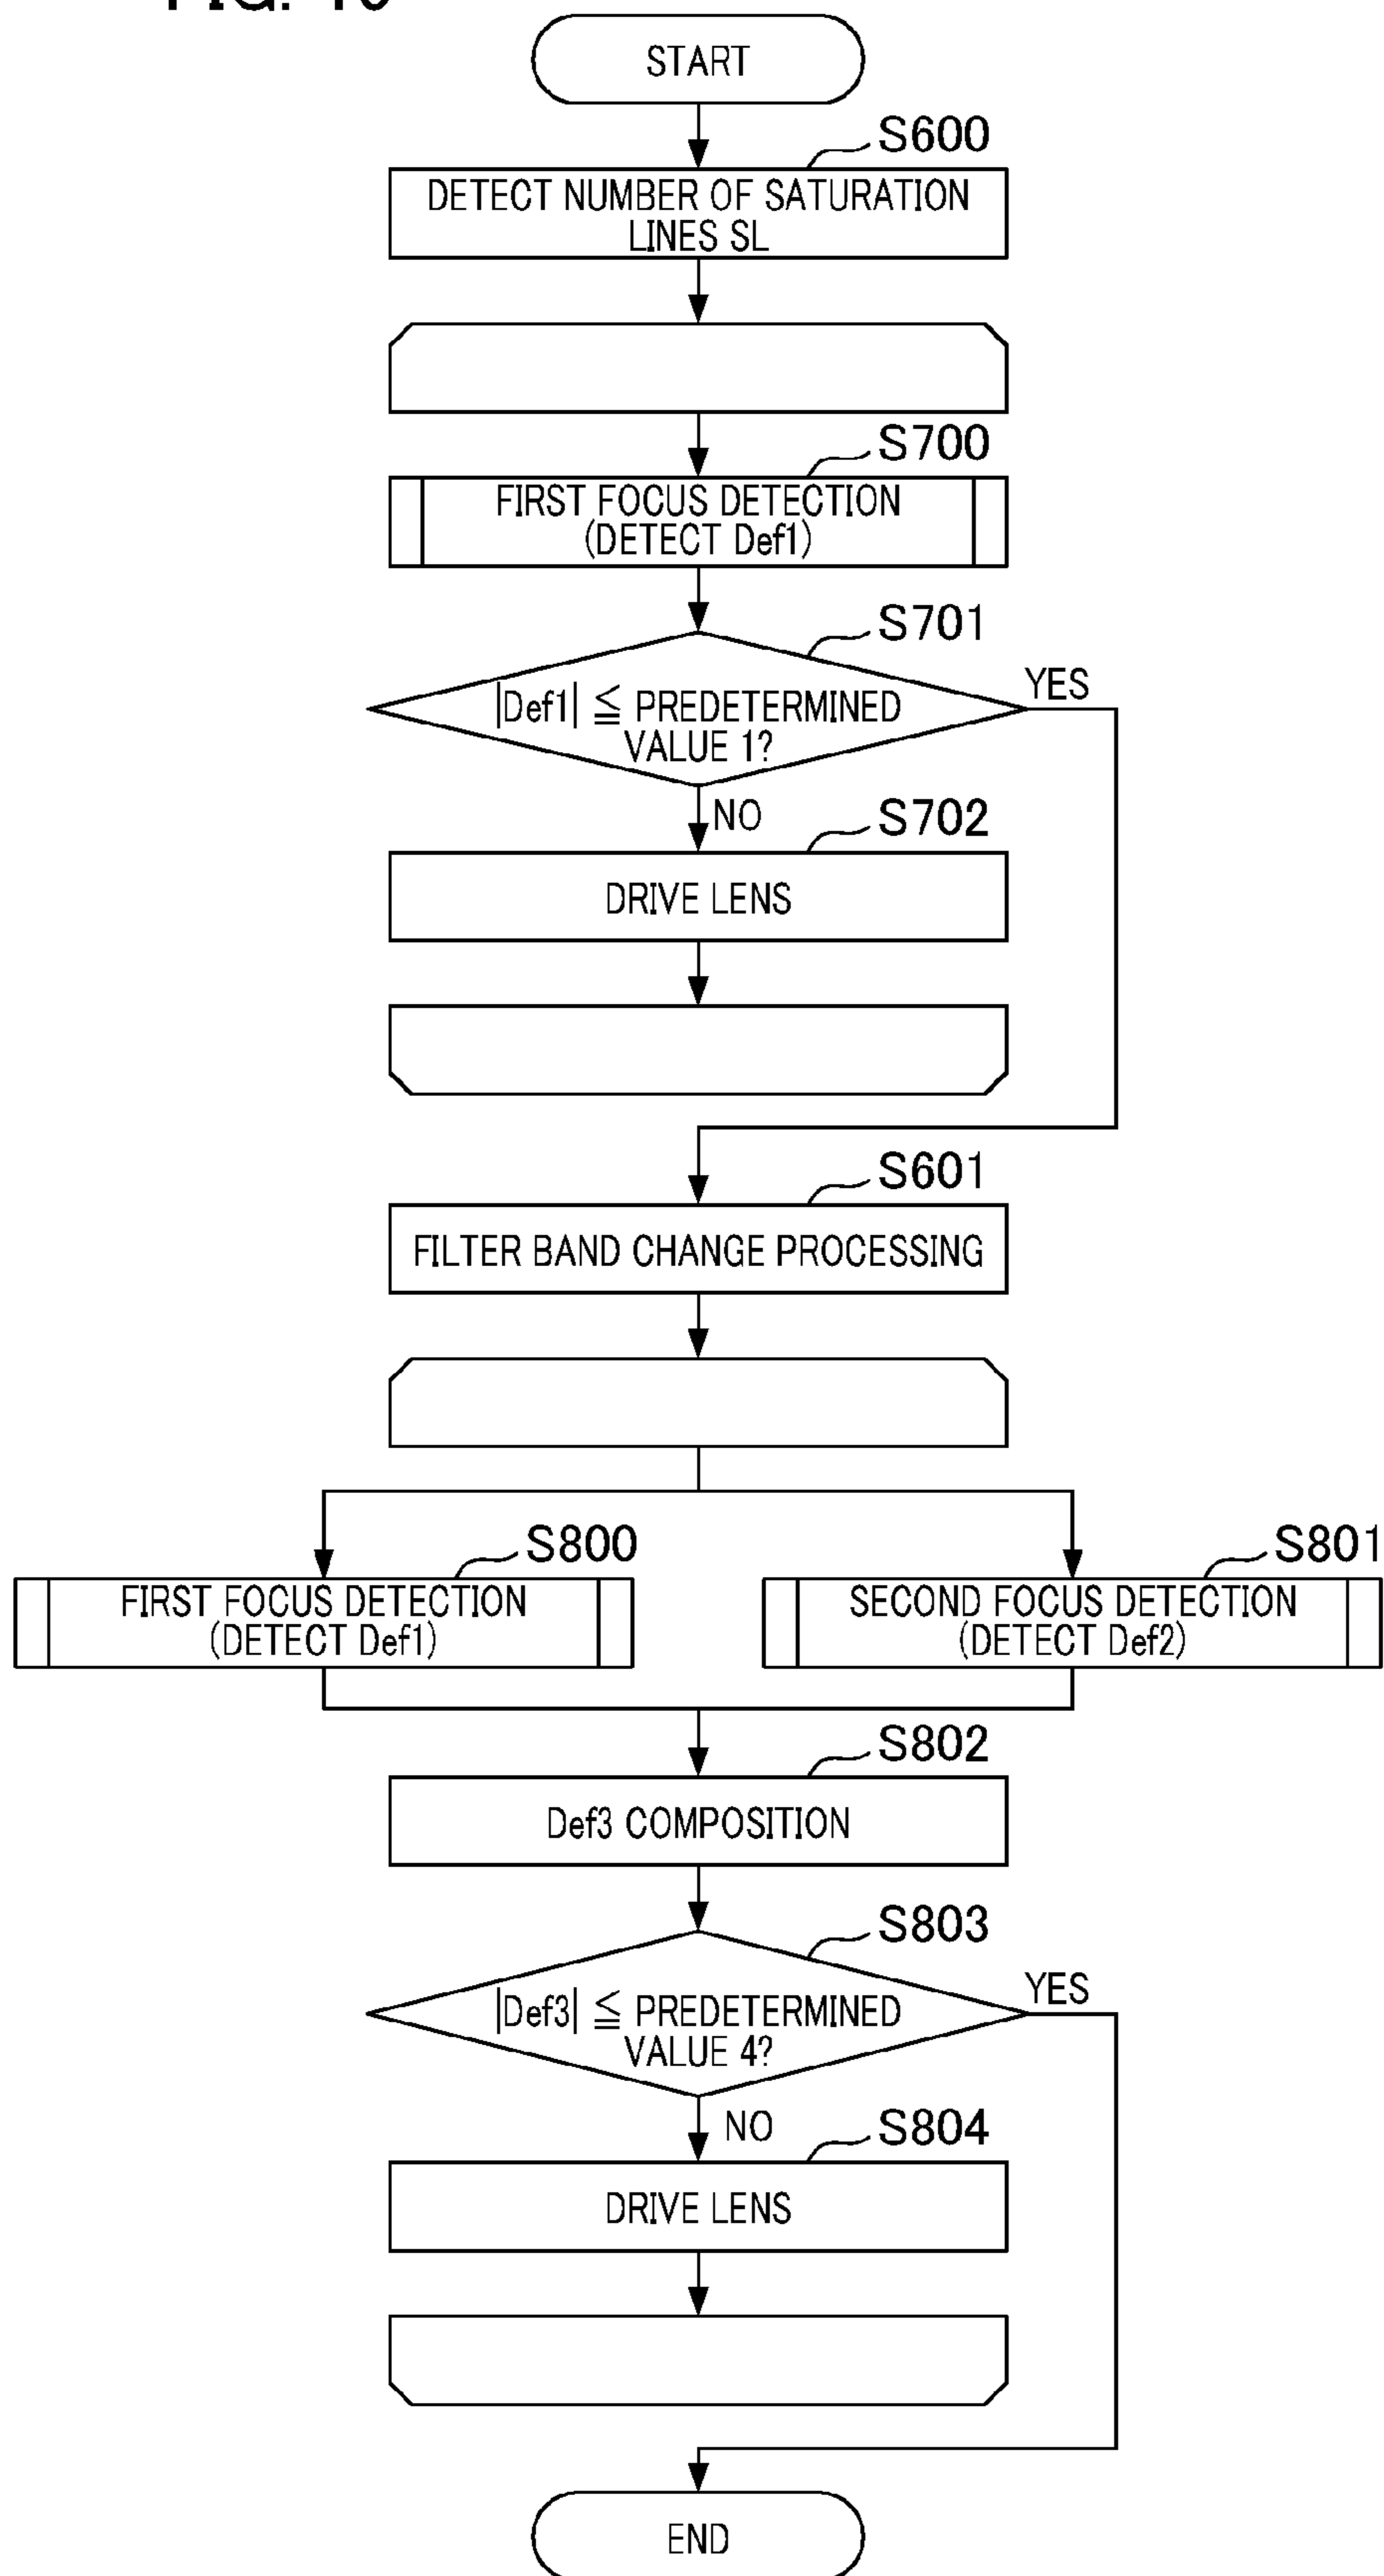 START
S600
DETECT NUMBER OF SATURATION
LINES SL
S700
FIRST FOCUS DETECTION
(DETECT Def1)
S701
|Def1| ≦ PREDETERMINED
VALUE 1?
YES
NO
S702
DRIVE LENS
S601
FILTER BAND CHANGE PROCESSING
S800
FIRST FOCUS DETECTION
(DETECT Def1)
S801
SECOND FOCUS DETECTION
(DETECT Def2)
S802
Def3 COMPOSITION
S803
|Def3| ≦ PREDETERMINED
VALUE 4?
YES
NO
S804
DRIVE LENS
END